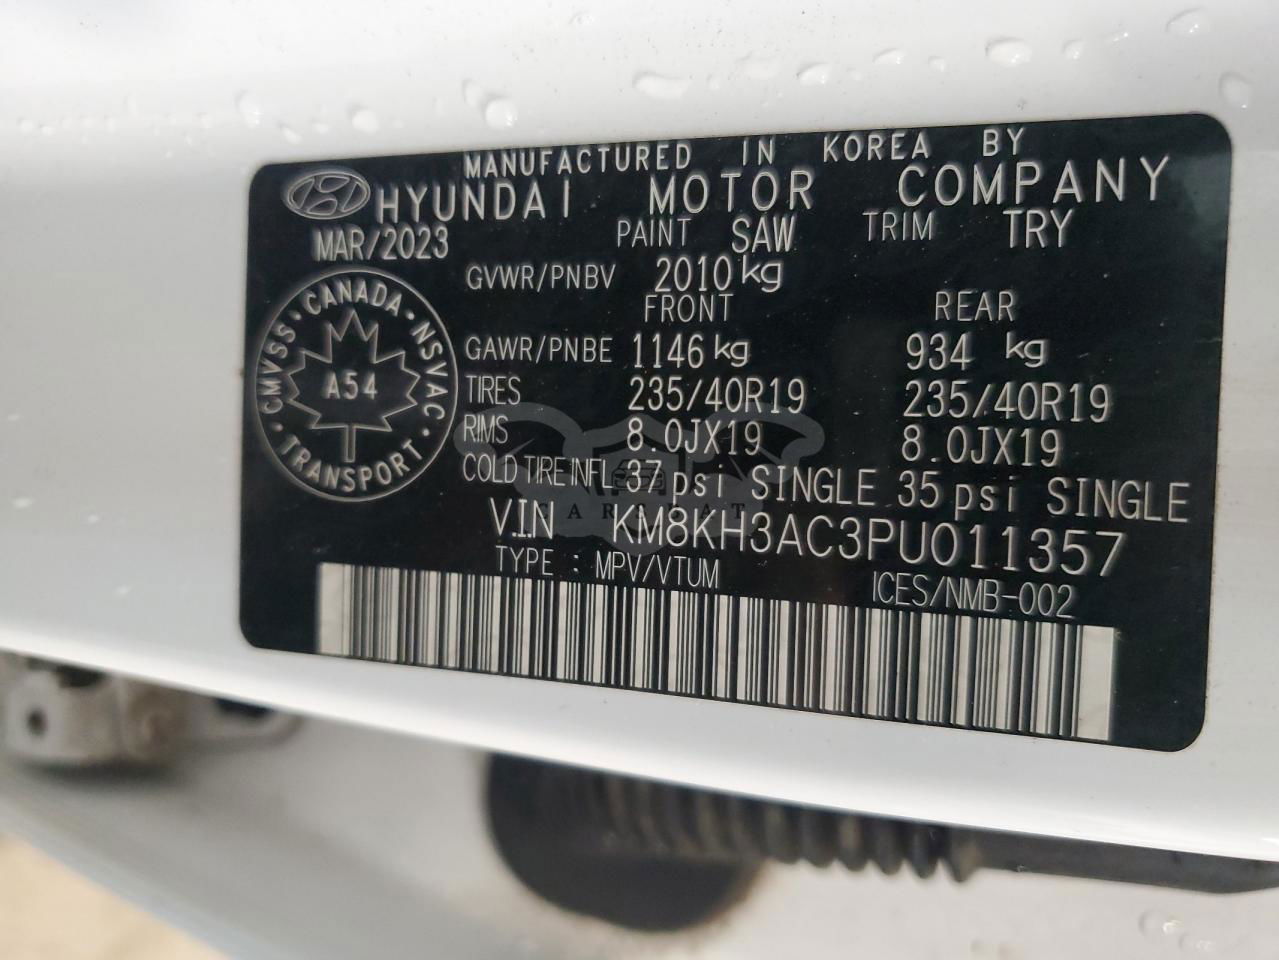 MANUFACTURED IN KOREA BY
HYUNDAI MOTOR COMPANY
MAR/2023 PAINT SAW TRIM TRY
GVWR/PNBV 2010 kg
FRONT REAR
GAWR/PNBE 1146 kg 934 kg
TIRES 235/40R19 235/40R19
RIMS 8.0JX19 8.0JX19
COLD TIRE INFL 37 psi SINGLE 35 psi SINGLE
V.I.N KM8KH3AC3PU011357
TYPE : MPV/VTUM ICES/NMB-002
CMVSS · CANADA · NSVAC · TRANSPORT ·
A54
CARSBAT